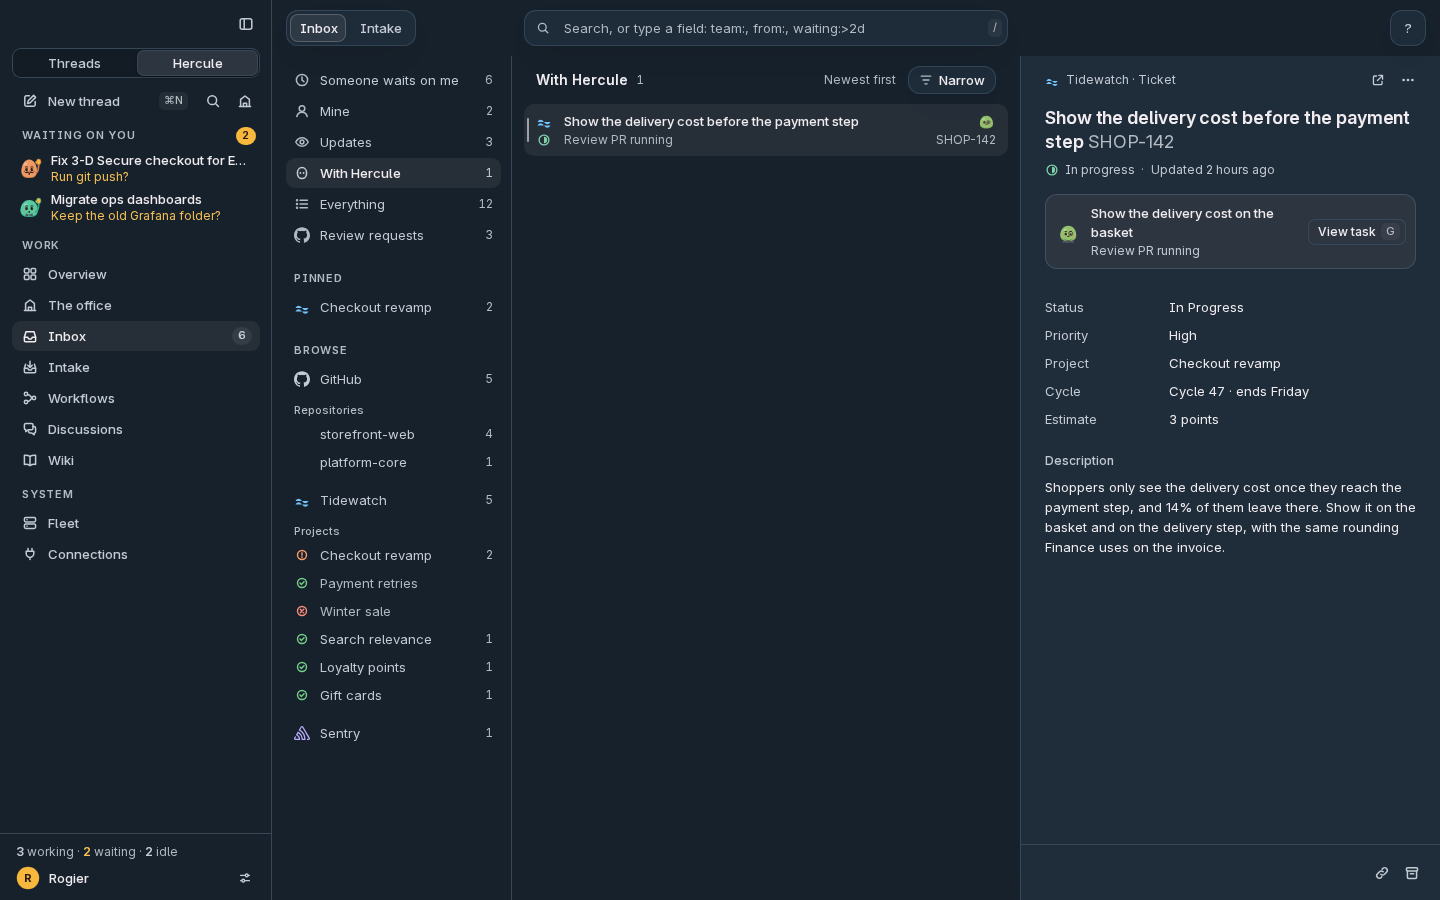 Threads
Hercule
New thread
⌘N
WAITING ON YOU
2
Fix 3-D Secure checkout for E...
Run git push?
Migrate ops dashboards
Keep the old Grafana folder?
WORK
Overview
The office
Inbox
6
Intake
Workflows
Discussions
Wiki
SYSTEM
Fleet
Connections
3 working · 2 waiting · 2 idle
R
Rogier
Inbox
Intake
Someone waits on me
6
Mine
2
Updates
3
With Hercule
1
Everything
12
Review requests
3
PINNED
Checkout revamp
2
BROWSE
GitHub
5
Repositories
storefront-web
4
platform-core
1
Tidewatch
5
Projects
Checkout revamp
2
Payment retries
Winter sale
Search relevance
1
Loyalty points
1
Gift cards
1
Sentry
1
Search, or type a field: team:, from:, waiting:>2d
/
?
With Hercule 1
Newest first
Narrow
Show the delivery cost before the payment step
Review PR running
SHOP-142
Tidewatch · Ticket
Show the delivery cost before the payment
step SHOP-142
In progress · Updated 2 hours ago
Show the delivery cost on the
basket
Review PR running
View task G
Status
In Progress
Priority
High
Project
Checkout revamp
Cycle
Cycle 47 · ends Friday
Estimate
3 points
Description
Shoppers only see the delivery cost once they reach the
payment step, and 14% of them leave there. Show it on the
basket and on the delivery step, with the same rounding
Finance uses on the invoice.